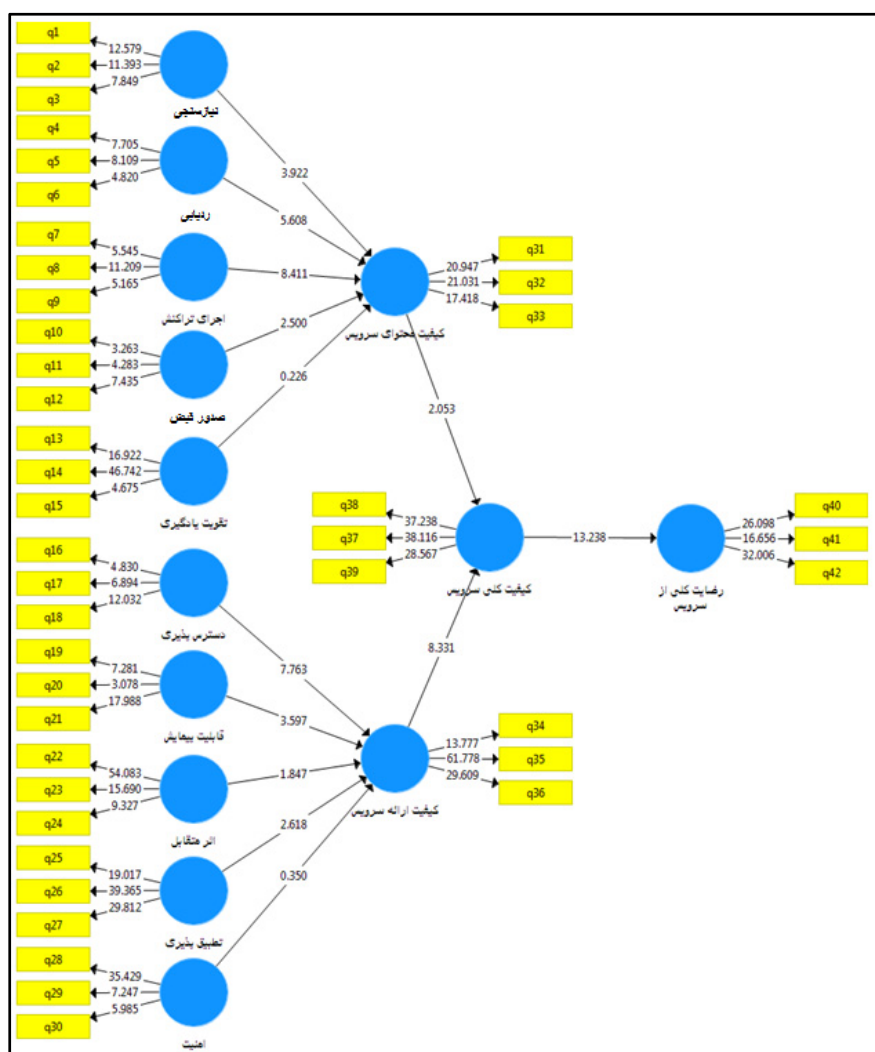 q1
12.579
q2
11.393
q3
7.849
نیازسنجی
q4
7.705
q5
8.109
q6
4.820
ردیابی
q7
5.545
q8
11.209
q9
5.165
اجرای تراکنش
q10
3.263
q11
4.283
q12
7.435
صدور قبض
q13
16.922
q14
46.742
q15
4.675
تقویت یادگیری
q16
4.830
q17
6.894
q18
12.032
دسترس پذیری
q19
7.281
q20
3.078
q21
17.988
قابلیت پیمایش
q22
54.083
q23
15.690
q24
9.327
اثر متقابل
q25
19.017
q26
39.365
q27
29.812
تطبیق پذیری
q28
35.429
q29
7.247
q30
5.985
امنیت
3.922
5.608
8.411
2.500
0.226
q31
20.947
q32
21.031
q33
17.418
کیفیت محتوای سرویس
2.053
7.763
3.597
1.847
2.618
0.350
q34
13.777
q35
61.778
q36
29.609
کیفیت ارائه سرویس
8.331
q38
37.238
q37
38.116
q39
28.567
کیفیت کلی سرویس
13.238
q40
26.098
q41
16.656
q42
32.006
رضایت کلی از
سرویس